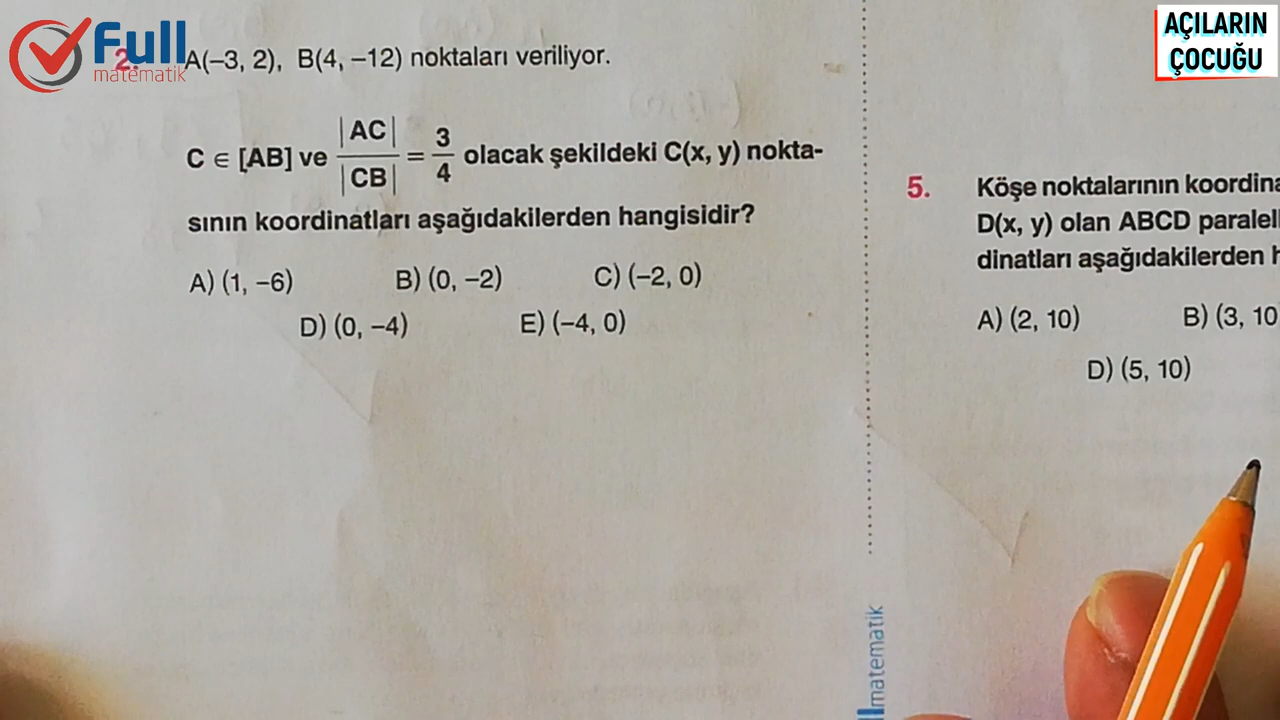 Full
matematik
AÇILARIN
ÇOCUĞU
2. A(–3, 2), B(4, –12) noktaları veriliyor.
C ∈ [AB] ve |AC| / |CB| = 3/4 olacak şekildeki C(x, y) nokta-
sının koordinatları aşağıdakilerden hangisidir?
A) (1, –6) B) (0, –2) C) (–2, 0)
D) (0, –4) E) (–4, 0)
5. Köşe noktalarının koordina
D(x, y) olan ABCD paralel
dinatları aşağıdakilerden h
A) (2, 10) B) (3, 10
D) (5, 10)
matematik